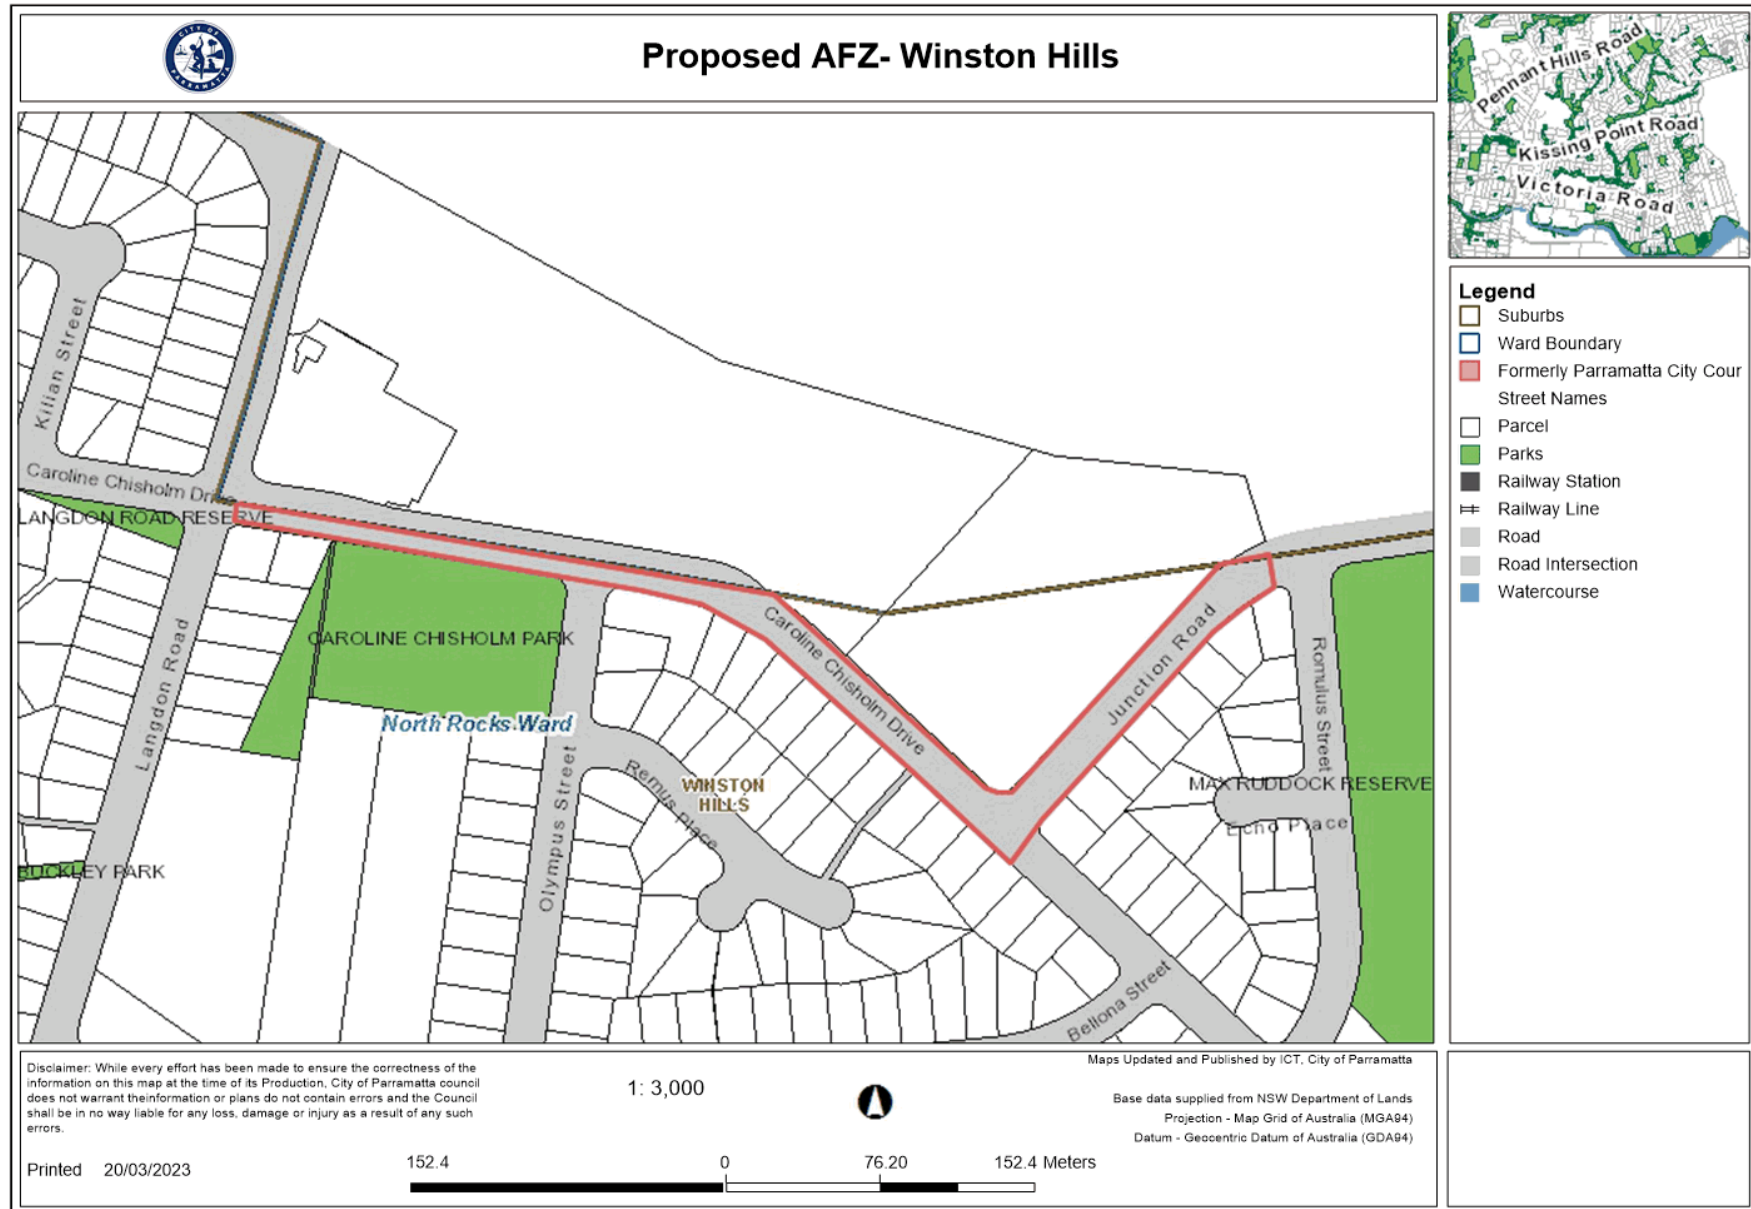 CITY OF
PARRAMATTA
Proposed AFZ- Winston Hills
Pennant Hills Road
Kissing Point Road
Victoria Road
Legend
Suburbs
Ward Boundary
Formerly Parramatta City Cour
Street Names
Parcel
Parks
Railway Station
Railway Line
Road
Road Intersection
Watercourse
Kilian Street
Caroline Chisholm Drive
LANGDON ROAD RESERVE
CAROLINE CHISHOLM PARK
Caroline Chisholm Drive
Junction Road
Romulus Street
Langdon Road
North Rocks Ward
Olympus Street
Remus Place
WINSTON
HILLS
MAX RUDDOCK RESERVE
Echo Place
BUCKLEY PARK
Bellona Street
Disclaimer: While every effort has been made to ensure the correctness of the
information on this map at the time of its Production, City of Parramatta council
does not warrant theinformation or plans do not contain errors and the Council
shall be in no way liable for any loss, damage or injury as a result of any such
errors.
Printed 20/03/2023
1: 3,000
152.4 0 76.20 152.4 Meters
Maps Updated and Published by ICT, City of Parramatta
Base data supplied from NSW Department of Lands
Projection - Map Grid of Australia (MGA94)
Datum - Geocentric Datum of Australia (GDA94)